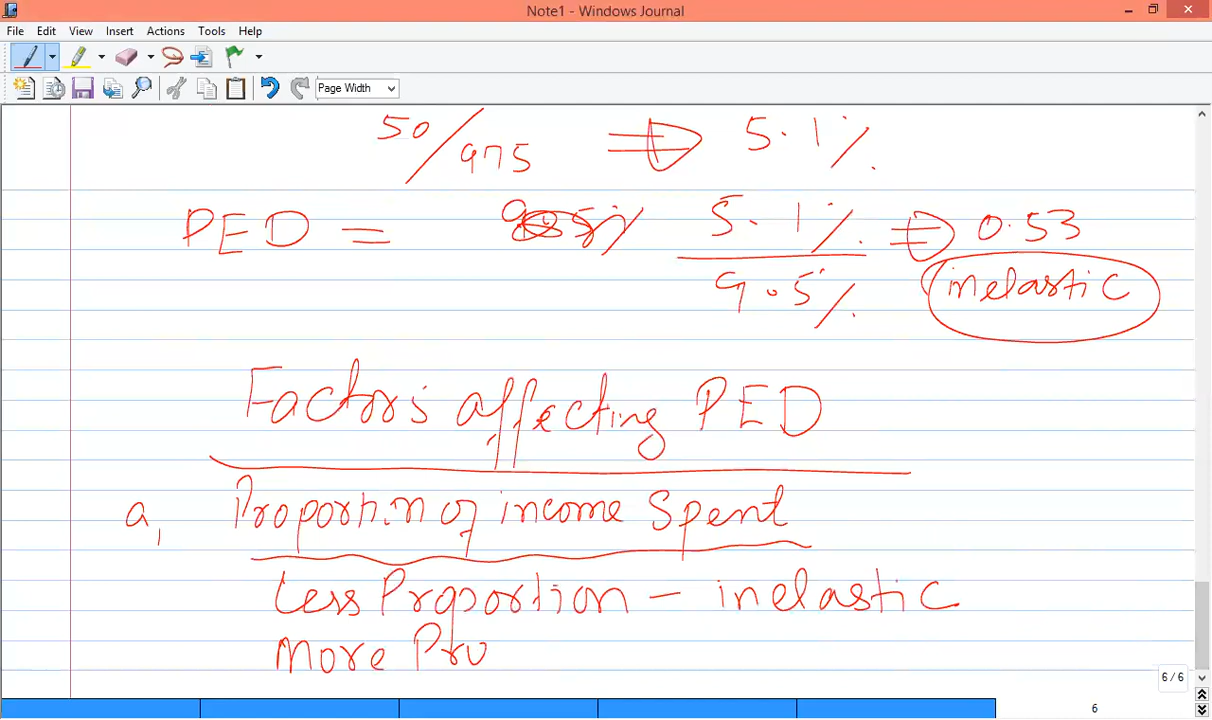 Note1 - Windows Journal
File Edit View Insert Actions Tools Help
Page Width
50/975 ⇒ 5.1%
PED = 5.1% / 9.5% ⇒ 0.53
inelastic
Factors affecting PED
a, Proportion of income Spent
Less Proportion - inelastic
More Pro
6 / 6
6